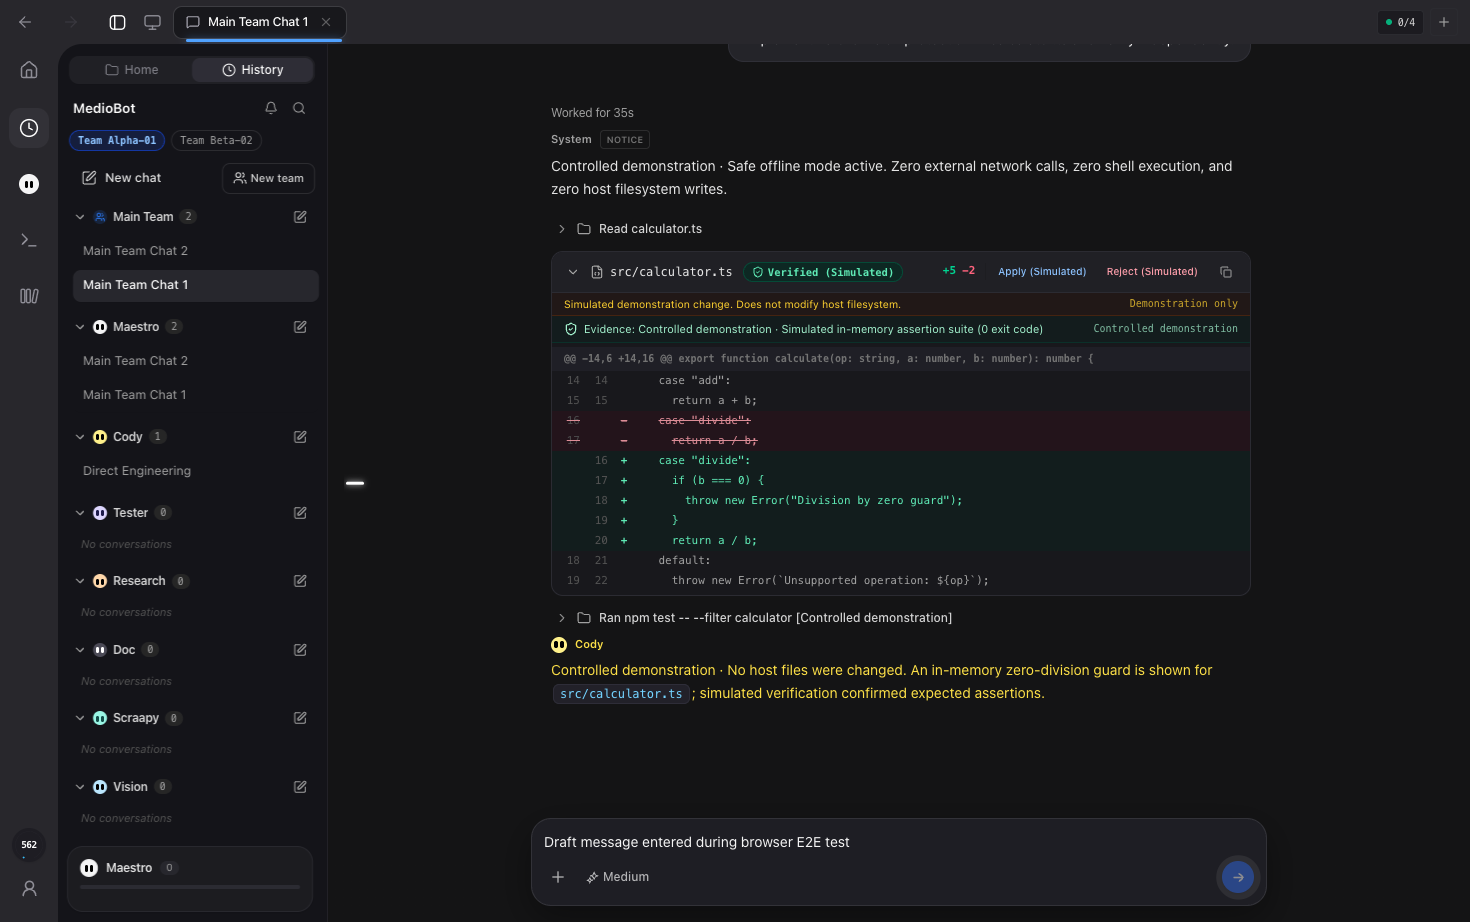 Main Team Chat 1
0/4
Home
History
MedioBot
Team Alpha-01
Team Beta-02
New chat
New team
Main Team 2
Main Team Chat 2
Main Team Chat 1
Maestro 2
Main Team Chat 2
Main Team Chat 1
Cody 1
Direct Engineering
Tester 0
No conversations
Research 0
No conversations
Doc 0
No conversations
Scraapy 0
No conversations
Vision 0
No conversations
562
Maestro 0
Worked for 35s
System NOTICE
Controlled demonstration · Safe offline mode active. Zero external network calls, zero shell execution, and
zero host filesystem writes.
Read calculator.ts
src/calculator.ts Verified (Simulated) +5 −2 Apply (Simulated) Reject (Simulated)
Simulated demonstration change. Does not modify host filesystem. Demonstration only
Evidence: Controlled demonstration · Simulated in-memory assertion suite (0 exit code) Controlled demonstration
@@ -14,6 +14,16 @@ export function calculate(op: string, a: number, b: number): number {
14 14 case "add":
15 15 return a + b;
16 − case "divide":
17 − return a / b;
16 + case "divide":
17 + if (b === 0) {
18 + throw new Error("Division by zero guard");
19 + }
20 + return a / b;
18 21 default:
19 22 throw new Error(`Unsupported operation: ${op}`);
Ran npm test -- --filter calculator [Controlled demonstration]
Cody
Controlled demonstration · No host files were changed. An in-memory zero-division guard is shown for
src/calculator.ts ; simulated verification confirmed expected assertions.
Draft message entered during browser E2E test
Medium